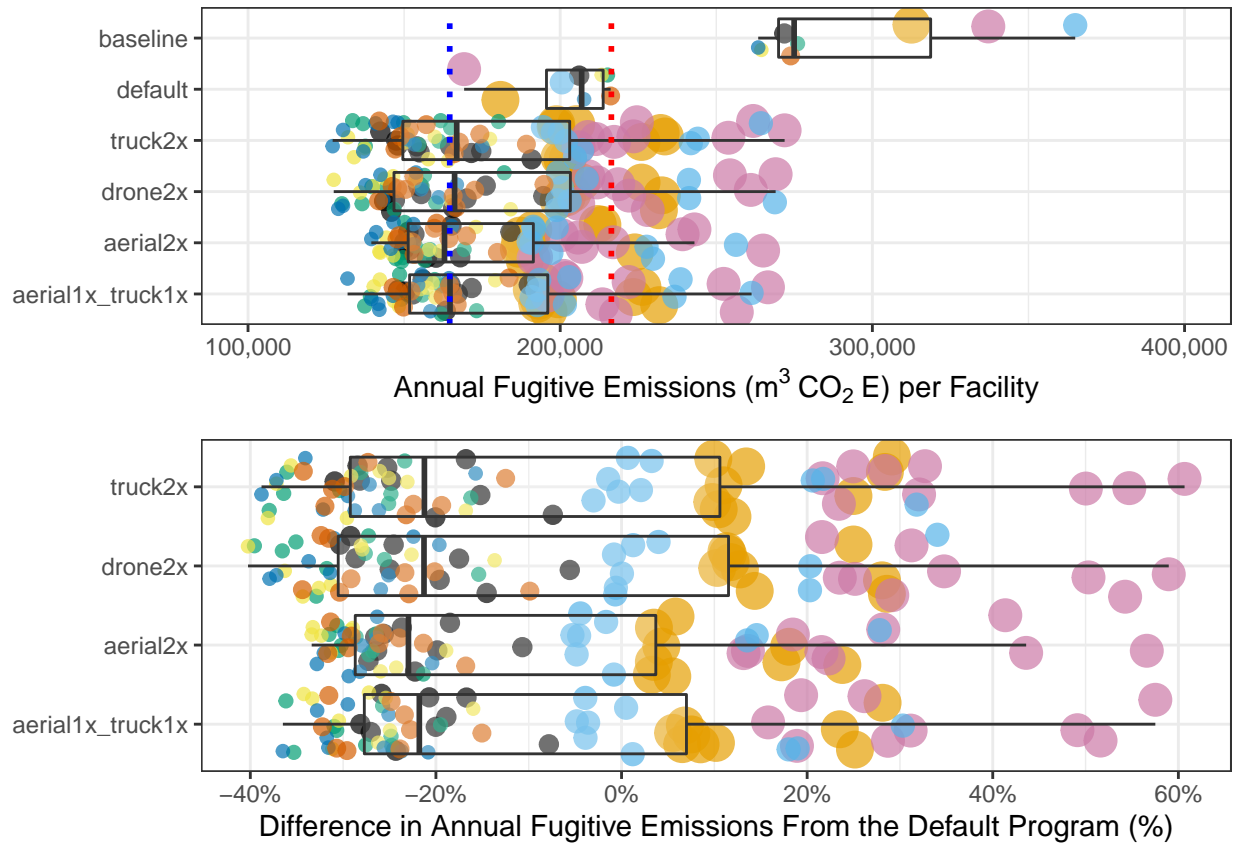 baseline
default
truck2x
drone2x
aerial2x
aerial1x_truck1x
100,000 200,000 300,000 400,000
Annual Fugitive Emissions (m³ CO₂ E) per Facility
truck2x
drone2x
aerial2x
aerial1x_truck1x
−40% −20% 0% 20% 40% 60%
Difference in Annual Fugitive Emissions From the Default Program (%)